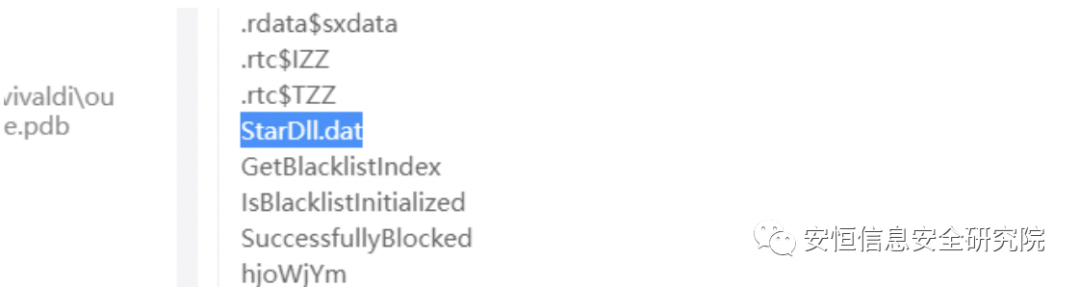 vivaldi\ou
e.pdb
.rdata$sxdata
.rtc$IZZ
.rtc$TZZ
StarDll.dat
GetBlacklistIndex
IsBlacklistInitialized
SuccessfullyBlocked
hjoWjYm
安恒信息安全研究院